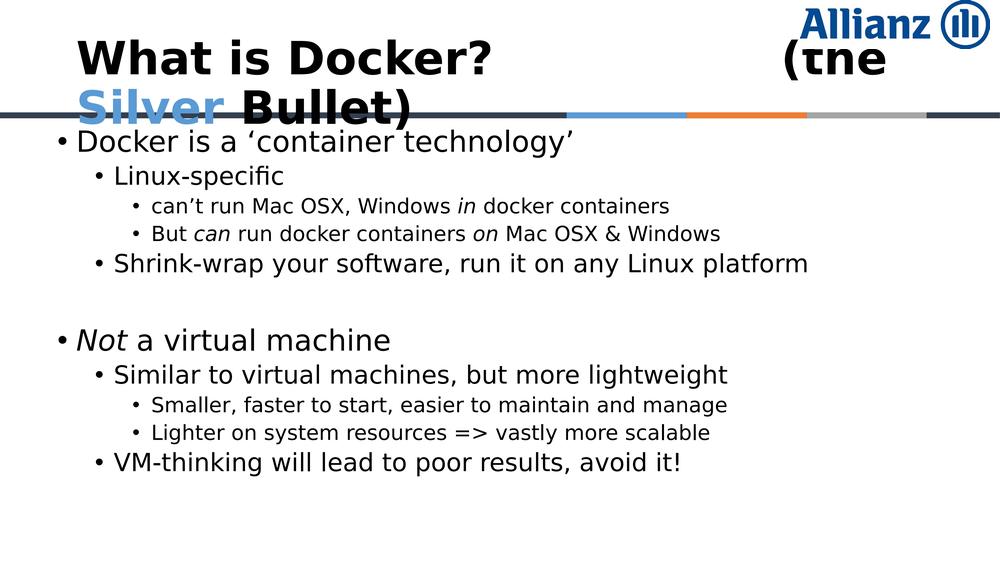 Allianz
What is Docker? (the
Silver Bullet)
• Docker is a ‘container technology’
• Linux-specific
• can’t run Mac OSX, Windows in docker containers
• But can run docker containers on Mac OSX & Windows
• Shrink-wrap your software, run it on any Linux platform
• Not a virtual machine
• Similar to virtual machines, but more lightweight
• Smaller, faster to start, easier to maintain and manage
• Lighter on system resources => vastly more scalable
• VM-thinking will lead to poor results, avoid it!